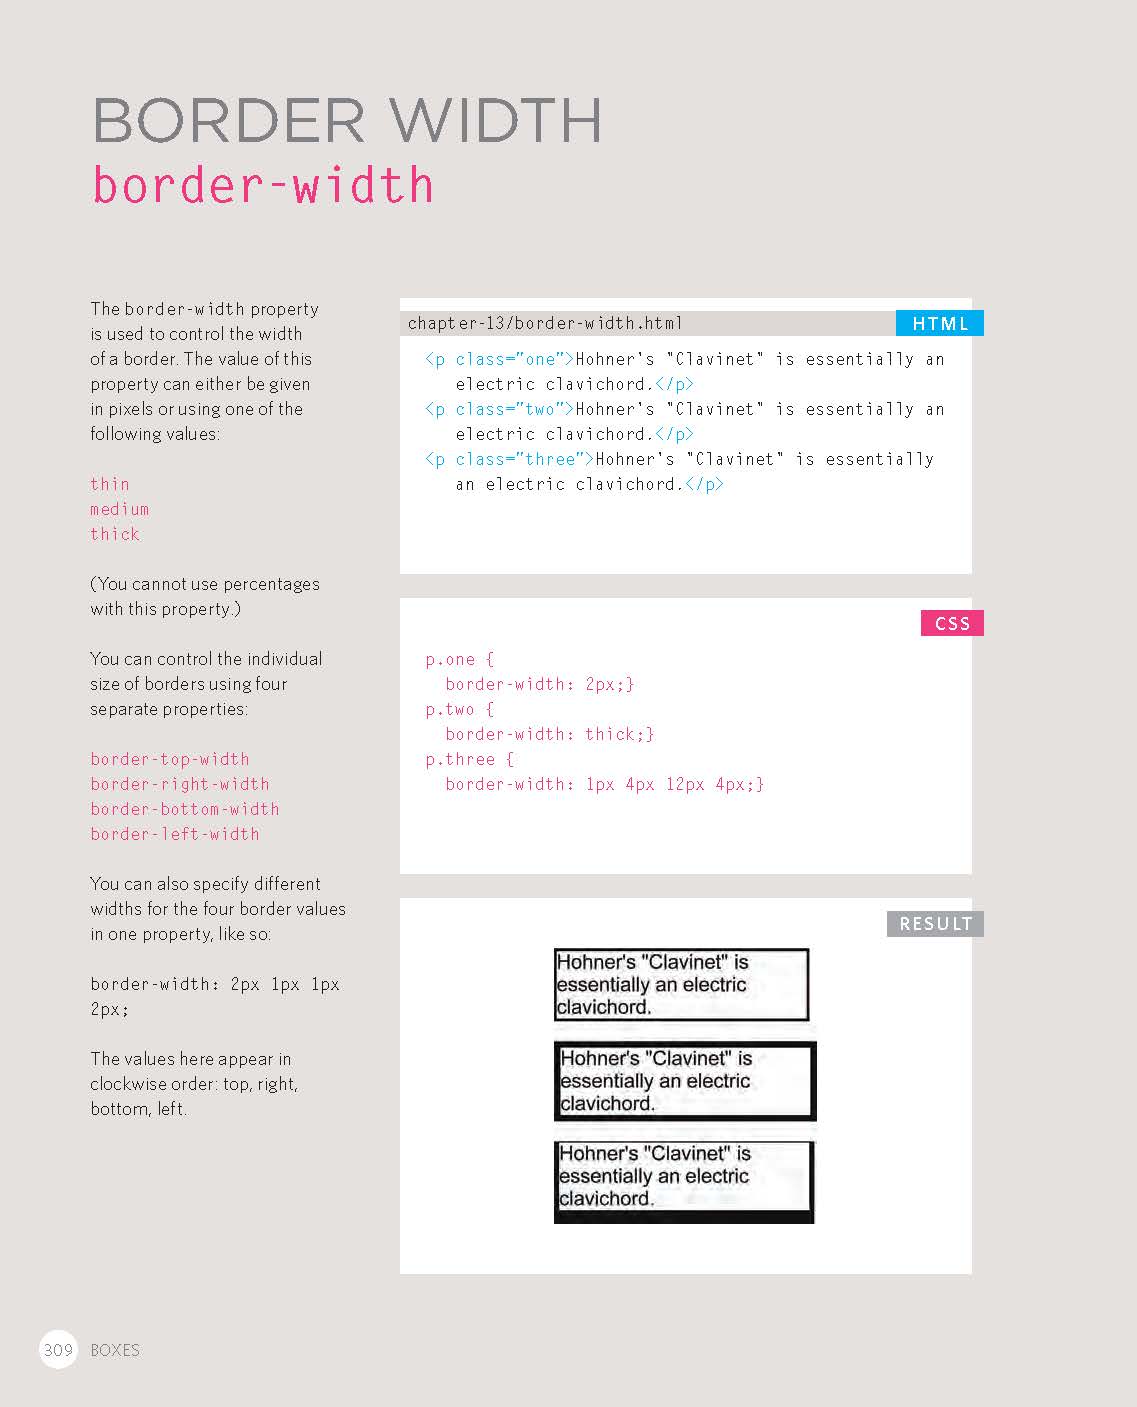 BORDER WIDTH
border-width
The border-width property
is used to control the width
of a border. The value of this
property can either be given
in pixels or using one of the
following values:
thin
medium
thick
(You cannot use percentages
with this property.)
You can control the individual
size of borders using four
separate properties:
border-top-width
border-right-width
border-bottom-width
border-left-width
You can also specify different
widths for the four border values
in one property, like so:
border-width: 2px 1px 1px
2px;
The values here appear in
clockwise order: top, right,
bottom, left.
chapter-13/border-width.html
HTML
<p class="one">Hohner's "Clavinet" is essentially an
electric clavichord.</p>
<p class="two">Hohner's "Clavinet" is essentially an
electric clavichord.</p>
<p class="three">Hohner's "Clavinet" is essentially
an electric clavichord.</p>
CSS
p.one {
border-width: 2px;}
p.two {
border-width: thick;}
p.three {
border-width: 1px 4px 12px 4px;}
RESULT
Hohner's "Clavinet" is
essentially an electric
clavichord.
Hohner's "Clavinet" is
essentially an electric
clavichord.
Hohner's "Clavinet" is
essentially an electric
clavichord.
309 BOXES